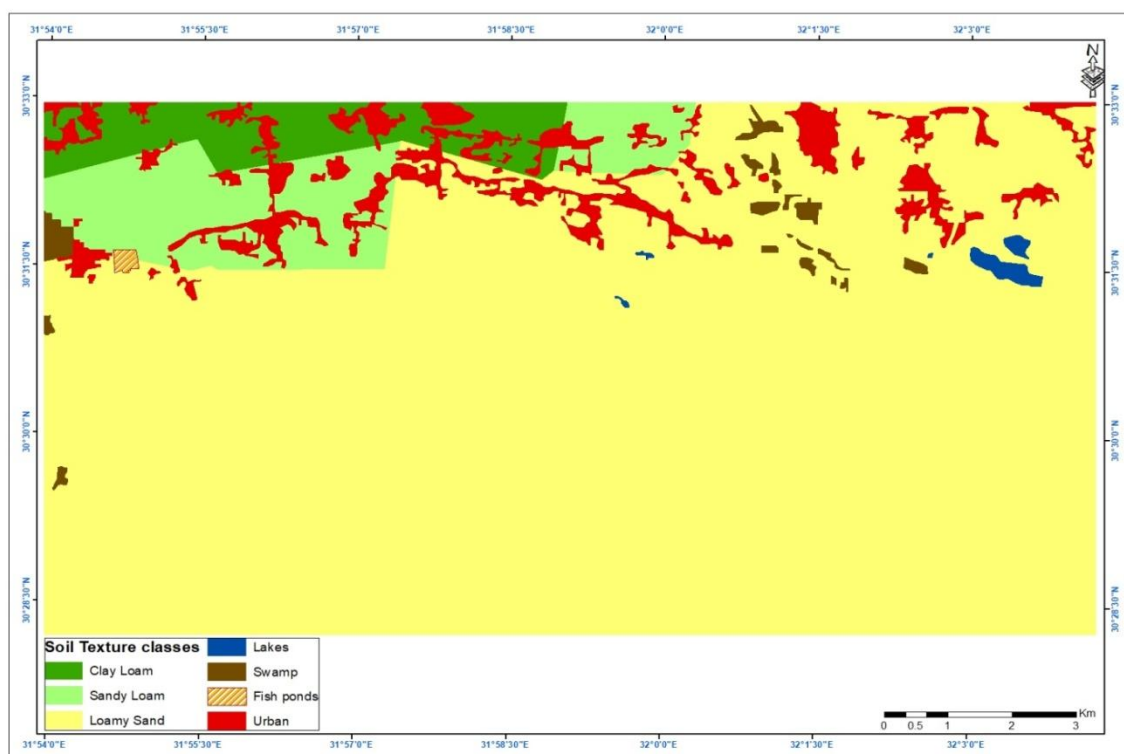 31°54'0"E 31°55'30"E 31°57'0"E 31°58'30"E 32°0'0"E 32°1'30"E 32°3'0"E
N
30°33'0"N 30°33'0"N
30°31'30"N 30°31'30"N
30°30'0"N 30°30'0"N
30°28'30"N 30°28'30"N
Soil Texture classes
Clay Loam
Sandy Loam
Loamy Sand
Lakes
Swamp
Fish ponds
Urban
Km
0 0.5 1 2 3
31°54'0"E 31°55'30"E 31°57'0"E 31°58'30"E 32°0'0"E 32°1'30"E 32°3'0"E